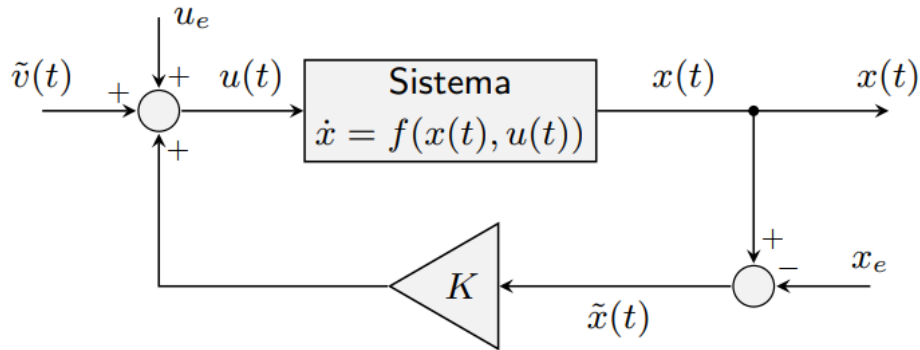 u_e
ṽ(t)
+
+
u(t)
Sistema
ẋ = f(x(t), u(t))
x(t)
x(t)
+
K
x̃(t)
+
−
x_e